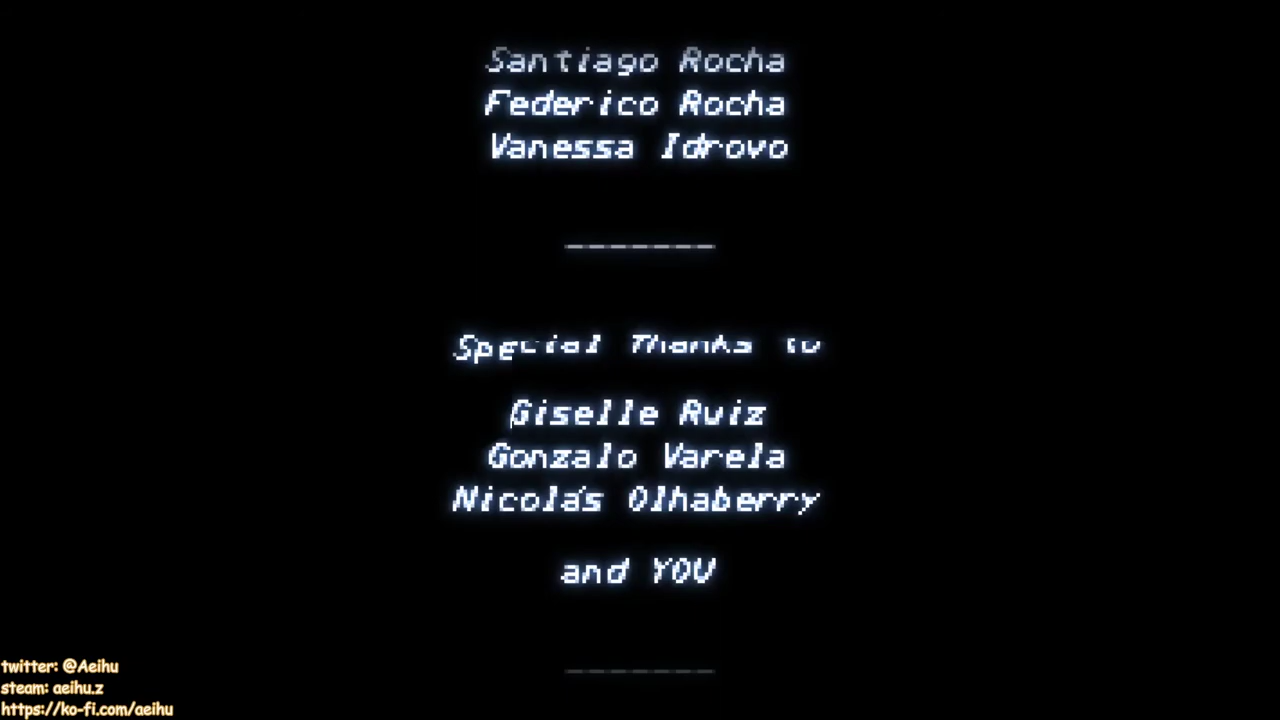 Santiago Rocha
Federico Rocha
Vanessa Idrovo
-------
Special Thanks to
Giselle Ruiz
Gonzalo Varela
Nicolás Olhaberry
and YOU
-------
twitter: @Aeihu
steam: aeihu.z
https://ko-fi.com/aeihu